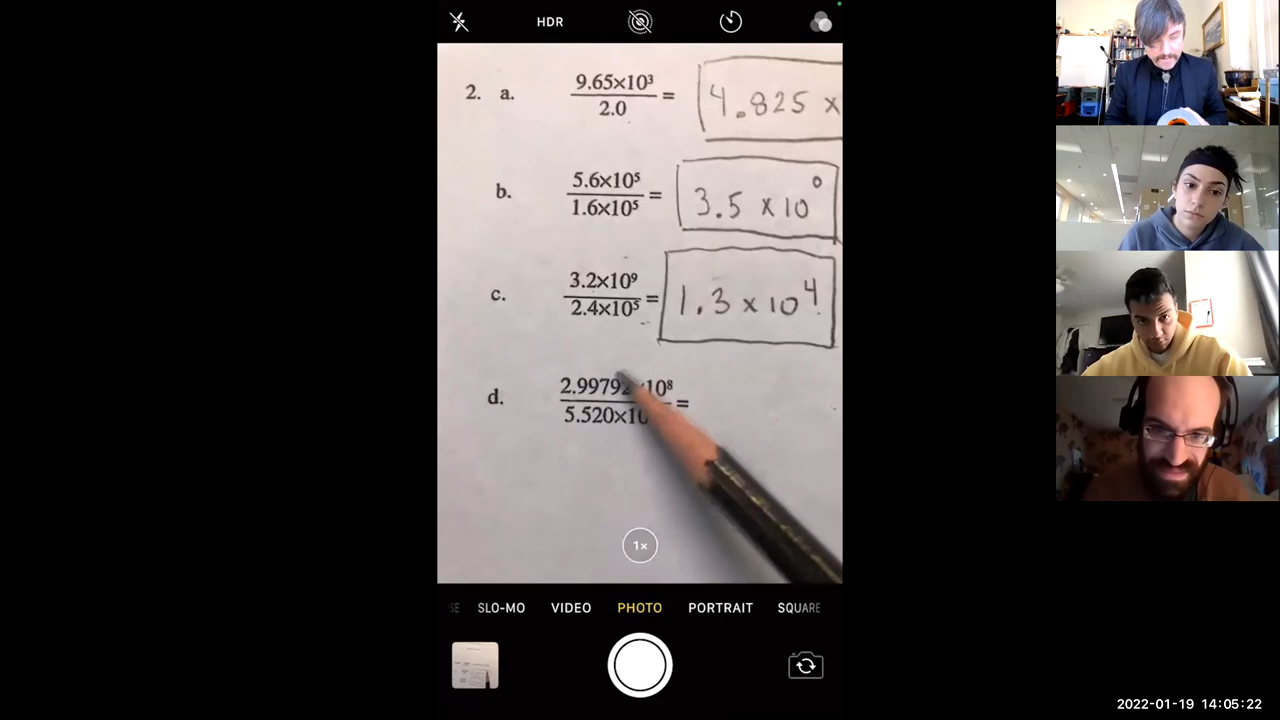 HDR
2. a. 9.65×10³
2.0
= 4.825 ×
b. 5.6×10⁵
1.6×10⁵
= 3.5 × 10⁰
c. 3.2×10⁹
2.4×10⁵
= 1.3 × 10⁴
d. 10⁸
5.520×
=
1×
SLO-MO VIDEO PHOTO PORTRAIT SQUARE
2022-01-19 14:05:22